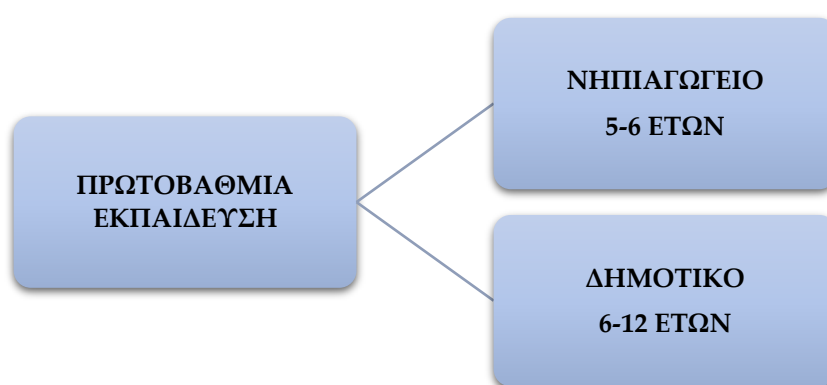 ΠΡΩΤΟΒΑΘΜΙΑ
ΕΚΠΑΙΔΕΥΣΗ
ΝΗΠΙΑΓΩΓΕΙΟ
5-6 ΕΤΩΝ
ΔΗΜΟΤΙΚΟ
6-12 ΕΤΩΝ